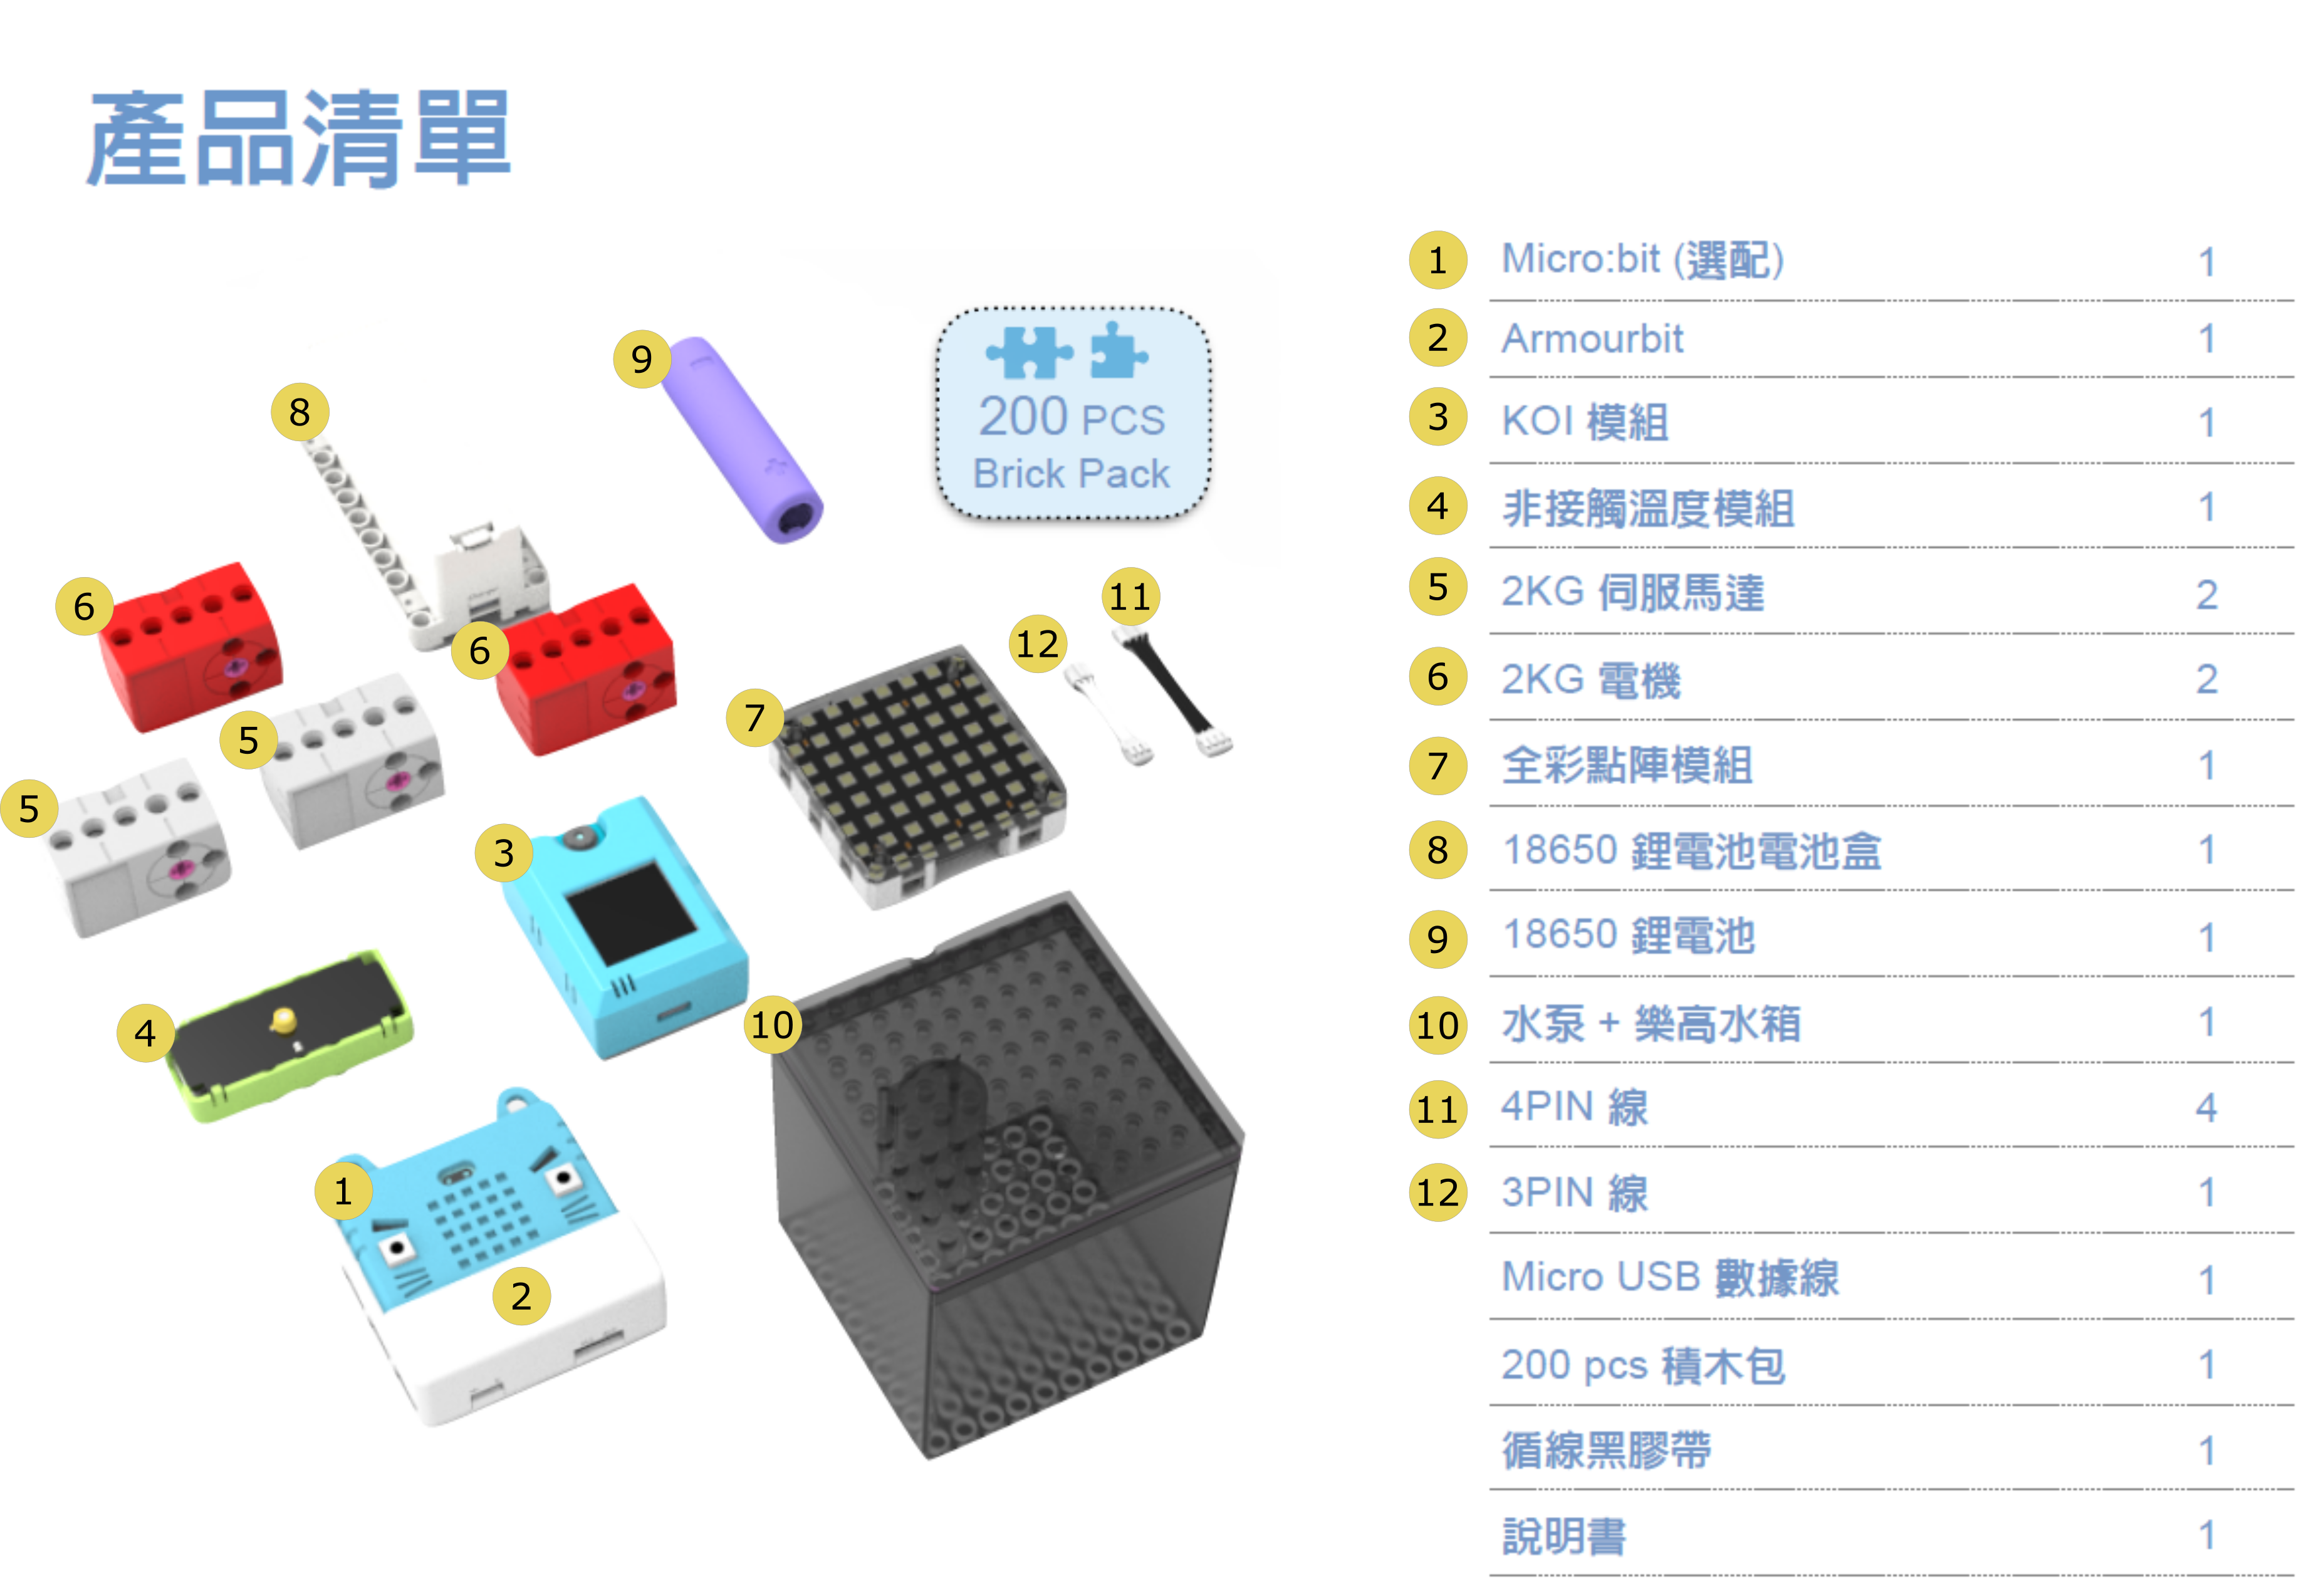 產品清單
200 PCS
Brick Pack
9
8
6
6
11
12
7
5
5
3
10
4
1
2
1 Micro:bit (選配) 1
2 Armourbit 1
3 KOI 模組 1
4 非接觸溫度模組 1
5 2KG 伺服馬達 2
6 2KG 電機 2
7 全彩點陣模組 1
8 18650 鋰電池電池盒 1
9 18650 鋰電池 1
10 水泵 + 樂高水箱 1
11 4PIN 線 4
12 3PIN 線 1
Micro USB 數據線 1
200 pcs 積木包 1
循線黑膠帶 1
說明書 1